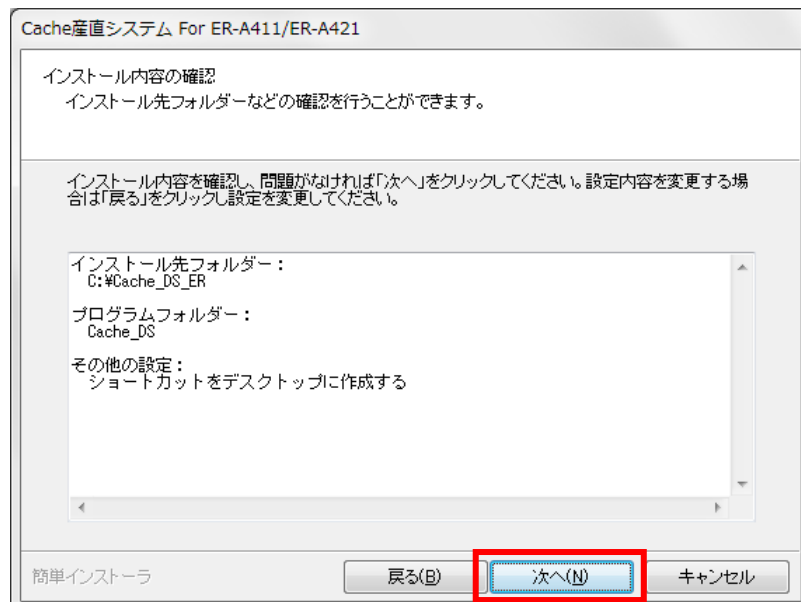 Cache産直システム For ER-A411/ER-A421
インストール内容の確認
インストール先フォルダーなどの確認を行うことができます。
インストール内容を確認し、問題がなければ「次へ」をクリックしてください。設定内容を変更する場
合は「戻る」をクリックし設定を変更してください。
インストール先フォルダー：
C:¥Cache_DS_ER
プログラムフォルダー：
Cache_DS
その他の設定：
ショートカットをデスクトップに作成する
簡単インストーラ
戻る(B)
次へ(N)
キャンセル